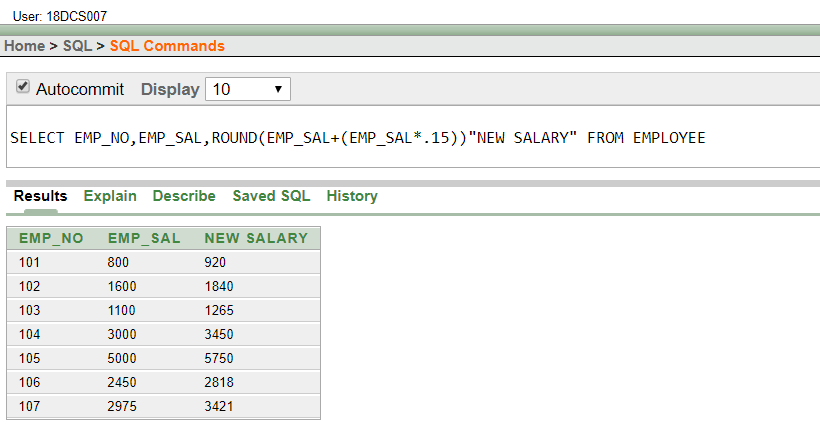 User: 18DCS007
Home > SQL > SQL Commands
Autocommit Display 10
SELECT EMP_NO,EMP_SAL,ROUND(EMP_SAL+(EMP_SAL*.15))"NEW SALARY" FROM EMPLOYEE
Results Explain Describe Saved SQL History
EMP_NO EMP_SAL NEW SALARY
101 800 920
102 1600 1840
103 1100 1265
104 3000 3450
105 5000 5750
106 2450 2818
107 2975 3421